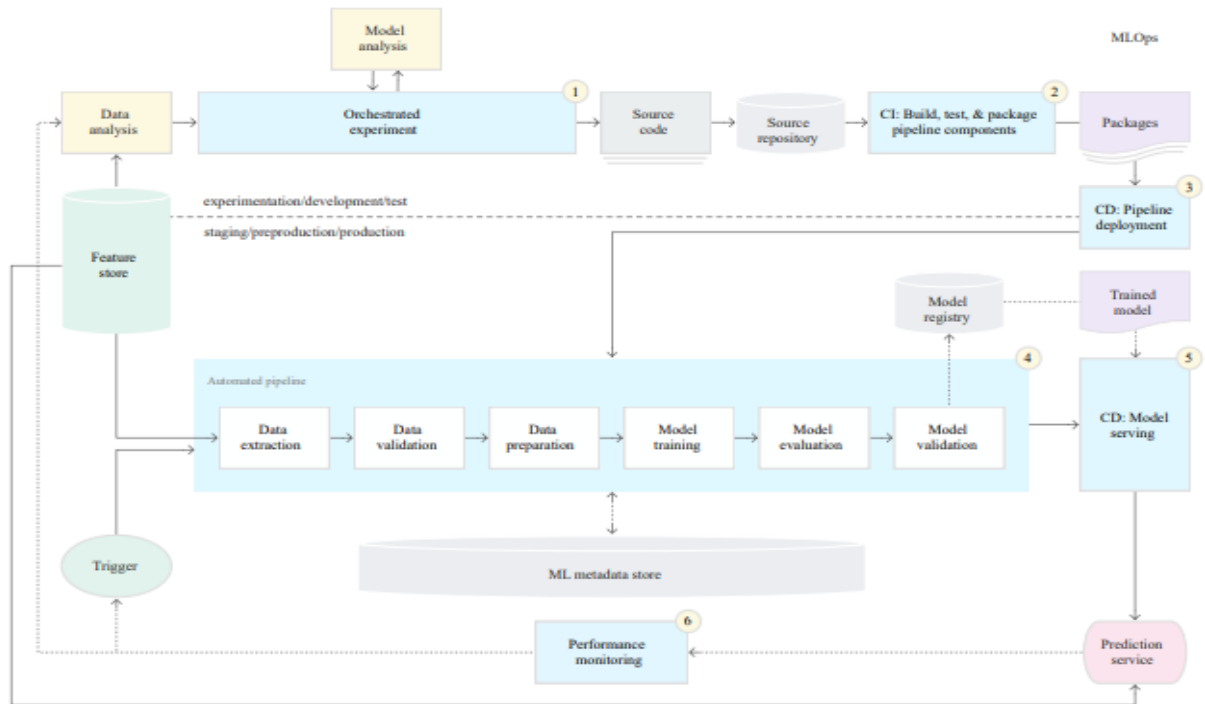 Model
analysis
MLOps
1
2
Data
analysis
Orchestrated
experiment
Source
code
Source
repository
CI: Build, test, & package
pipeline components
Packages
3
experimentation/development/test
staging/preproduction/production
CD: Pipeline
deployment
Feature
store
Model
registry
Trained
model
4
5
Automated pipeline
Data
extraction
Data
validation
Data
preparation
Model
training
Model
evaluation
Model
validation
CD: Model
serving
Trigger
ML metadata store
6
Performance
monitoring
Prediction
service